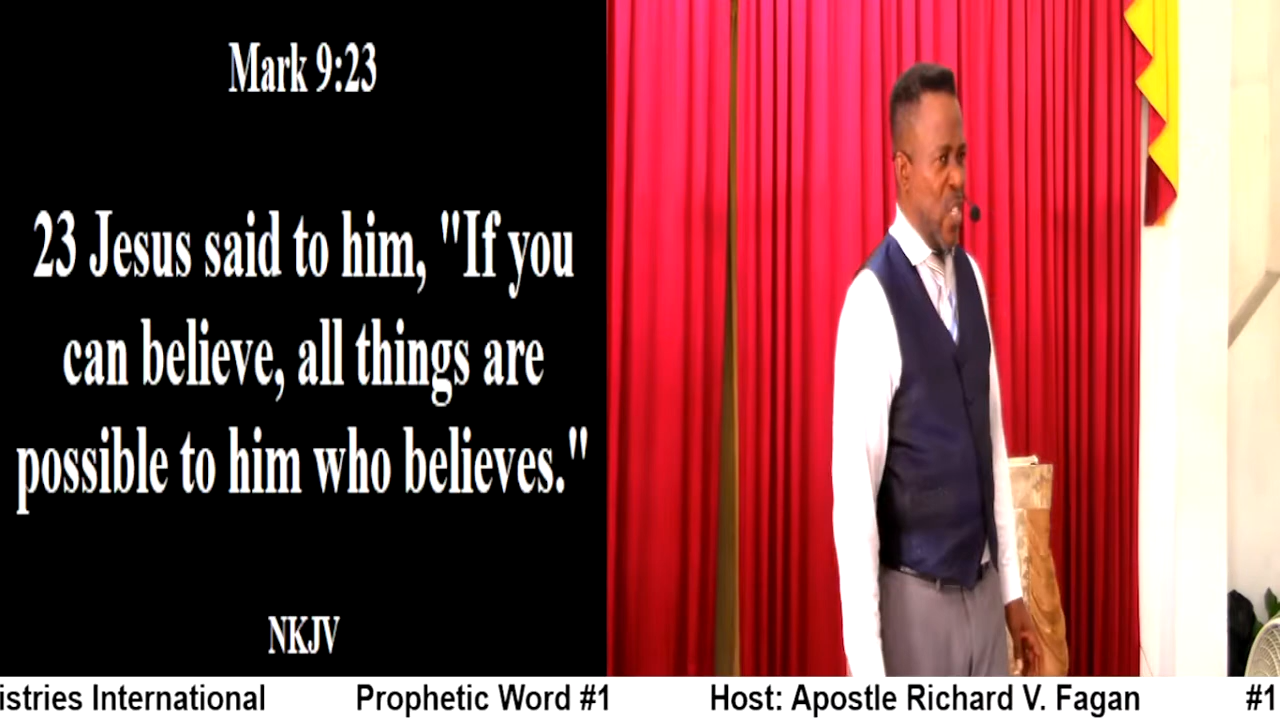 Mark 9:23
23 Jesus said to him, "If you
can believe, all things are
possible to him who believes."
NKJV
istries International Prophetic Word #1 Host: Apostle Richard V. Fagan #1